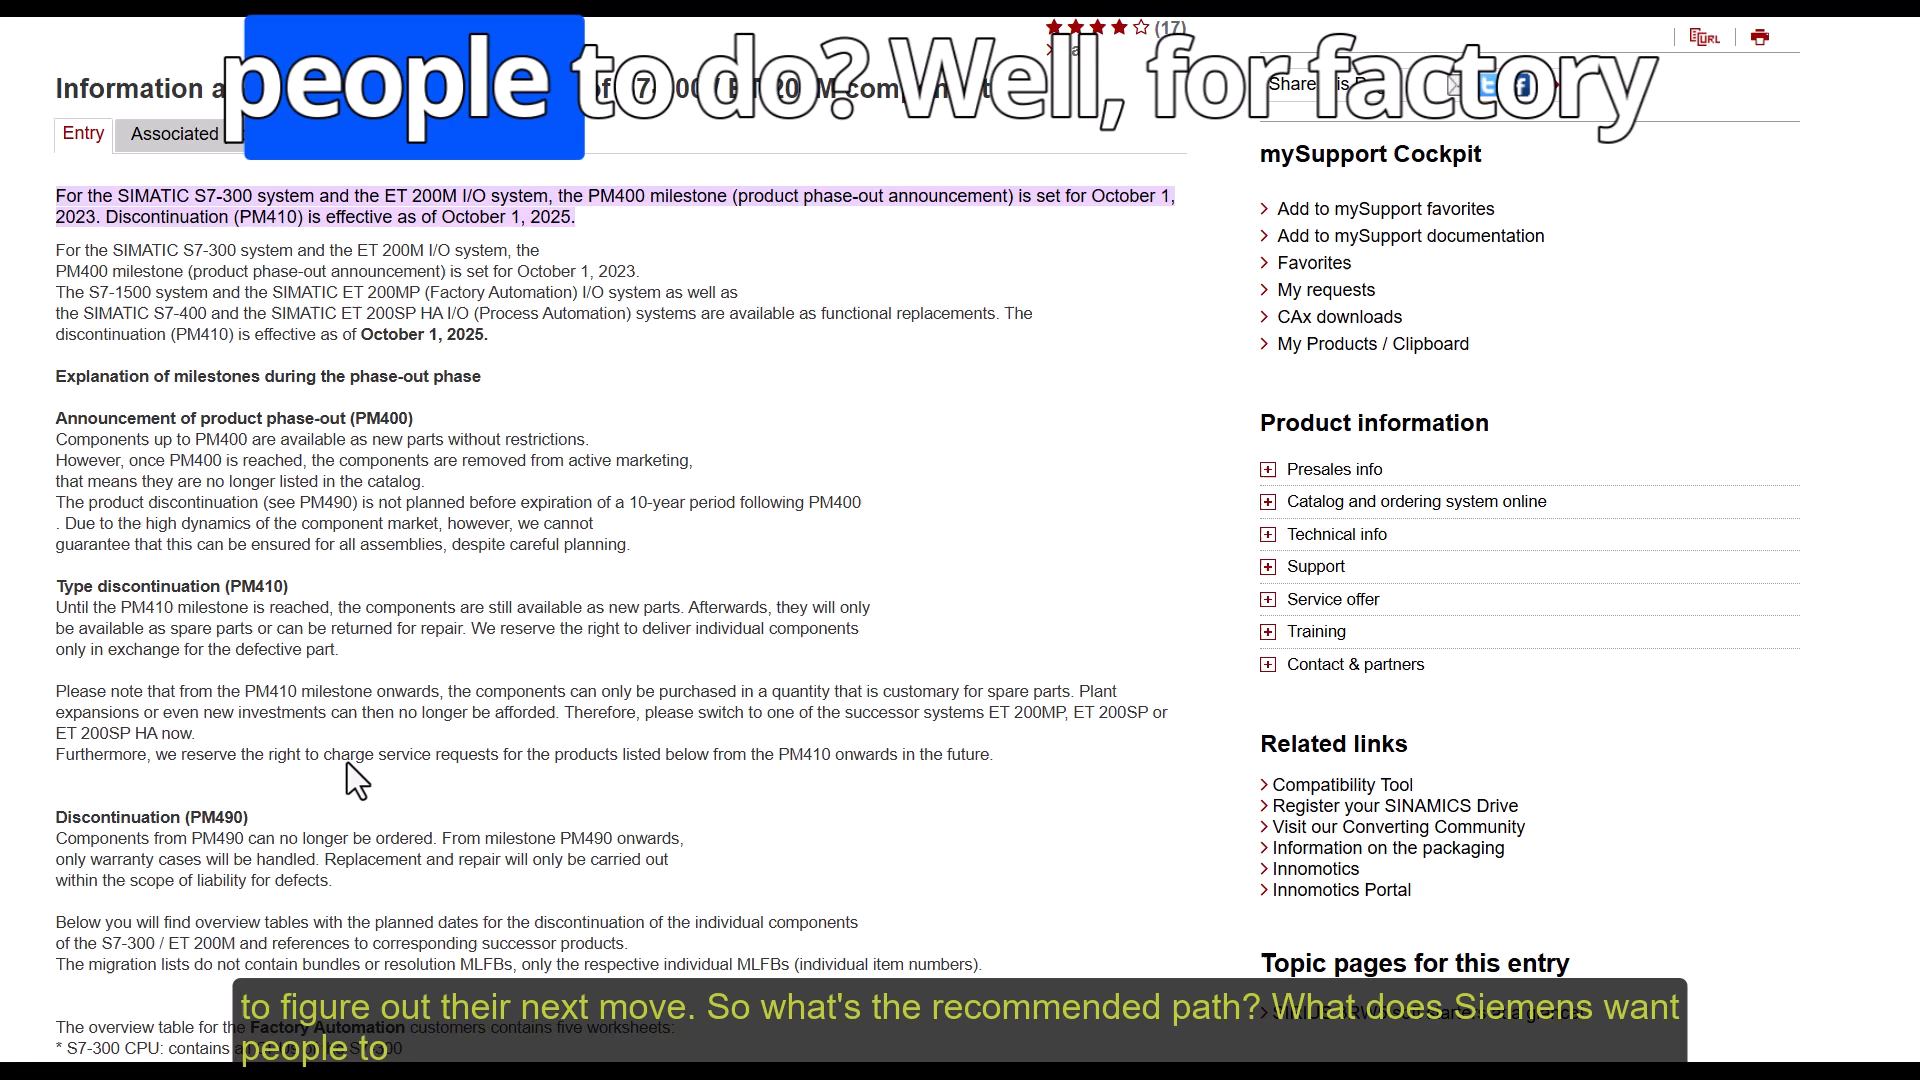 people to do? Well, for factory
(17)
Information
Share
Entry
Associated
mySupport Cockpit
For the SIMATIC S7-300 system and the ET 200M I/O system, the PM400 milestone (product phase-out announcement) is set for October 1,
2023. Discontinuation (PM410) is effective as of October 1, 2025.
For the SIMATIC S7-300 system and the ET 200M I/O system, the
PM400 milestone (product phase-out announcement) is set for October 1, 2023.
The S7-1500 system and the SIMATIC ET 200MP (Factory Automation) I/O system as well as
the SIMATIC S7-400 and the SIMATIC ET 200SP HA I/O (Process Automation) systems are available as functional replacements. The
discontinuation (PM410) is effective as of October 1, 2025.
Explanation of milestones during the phase-out phase
Announcement of product phase-out (PM400)
Components up to PM400 are available as new parts without restrictions.
However, once PM400 is reached, the components are removed from active marketing,
that means they are no longer listed in the catalog.
The product discontinuation (see PM490) is not planned before expiration of a 10-year period following PM400
. Due to the high dynamics of the component market, however, we cannot
guarantee that this can be ensured for all assemblies, despite careful planning.
Type discontinuation (PM410)
Until the PM410 milestone is reached, the components are still available as new parts. Afterwards, they will only
be available as spare parts or can be returned for repair. We reserve the right to deliver individual components
only in exchange for the defective part.
Please note that from the PM410 milestone onwards, the components can only be purchased in a quantity that is customary for spare parts. Plant
expansions or even new investments can then no longer be afforded. Therefore, please switch to one of the successor systems ET 200MP, ET 200SP or
ET 200SP HA now.
Furthermore, we reserve the right to charge service requests for the products listed below from the PM410 onwards in the future.
Discontinuation (PM490)
Components from PM490 can no longer be ordered. From milestone PM490 onwards,
only warranty cases will be handled. Replacement and repair will only be carried out
within the scope of liability for defects.
Below you will find overview tables with the planned dates for the discontinuation of the individual components
of the S7-300 / ET 200M and references to corresponding successor products.
The migration lists do not contain bundles or resolution MLFBs, only the respective individual MLFBs (individual item numbers).
The overview table for the Factory Automation customers contains five worksheets:
* S7-300 CPU: contains
Add to mySupport favorites
Add to mySupport documentation
Favorites
My requests
CAx downloads
My Products / Clipboard
Product information
Presales info
Catalog and ordering system online
Technical info
Support
Service offer
Training
Contact & partners
Related links
Compatibility Tool
Register your SINAMICS Drive
Visit our Converting Community
Information on the packaging
Innomotics
Innomotics Portal
Topic pages for this entry
to figure out their next move. So what's the recommended path? What does Siemens want
people to